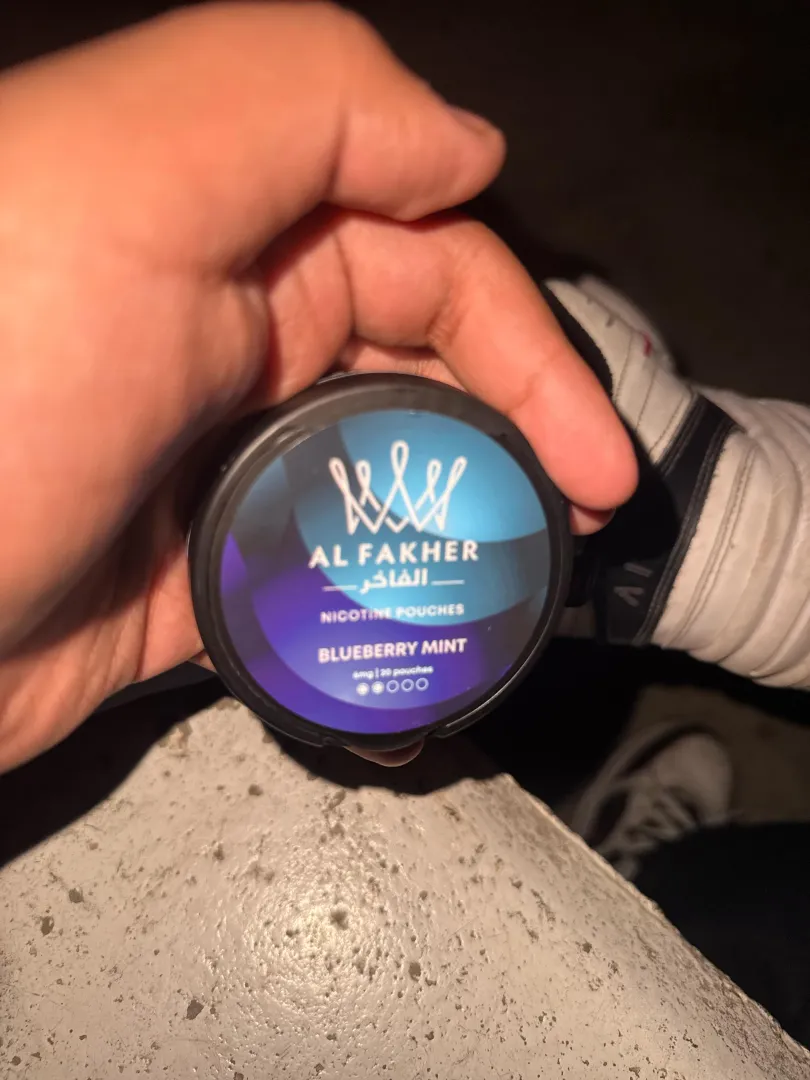 AL FAKHER
الفاخر
NICOTINE POUCHES
BLUEBERRY MINT
6mg | 20 pouches